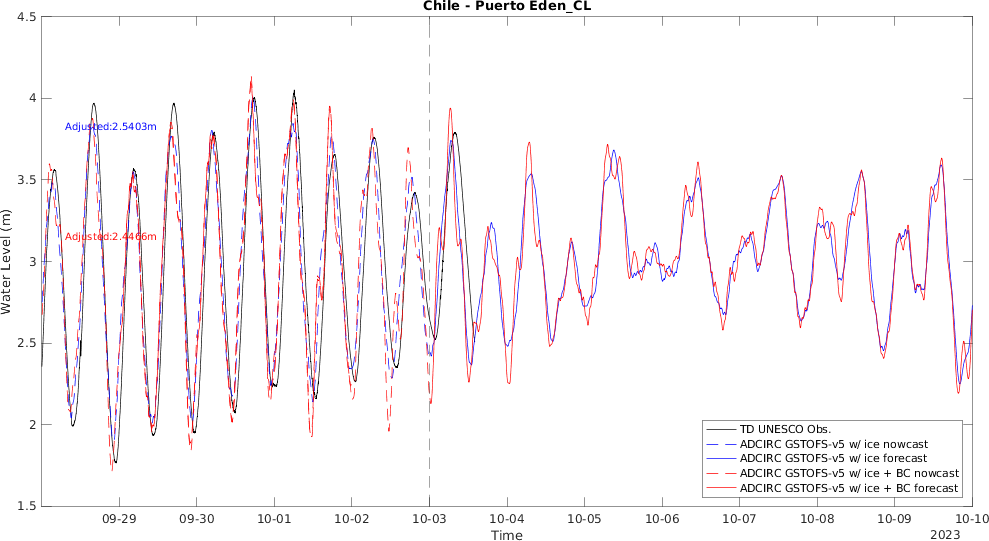 Chile - Puerto Eden_CL
4.5
4
3.5
3
2.5
2
1.5
Water Level (m)
Adjusted:2.5403m
Adjusted:2.4466m
TD UNESCO Obs.
ADCIRC GSTOFS-v5 w/ ice nowcast
ADCIRC GSTOFS-v5 w/ ice forecast
ADCIRC GSTOFS-v5 w/ ice + BC nowcast
ADCIRC GSTOFS-v5 w/ ice + BC forecast
09-29 09-30 10-01 10-02 10-03 10-04 10-05 10-06 10-07 10-08 10-09 10-10
Time
2023